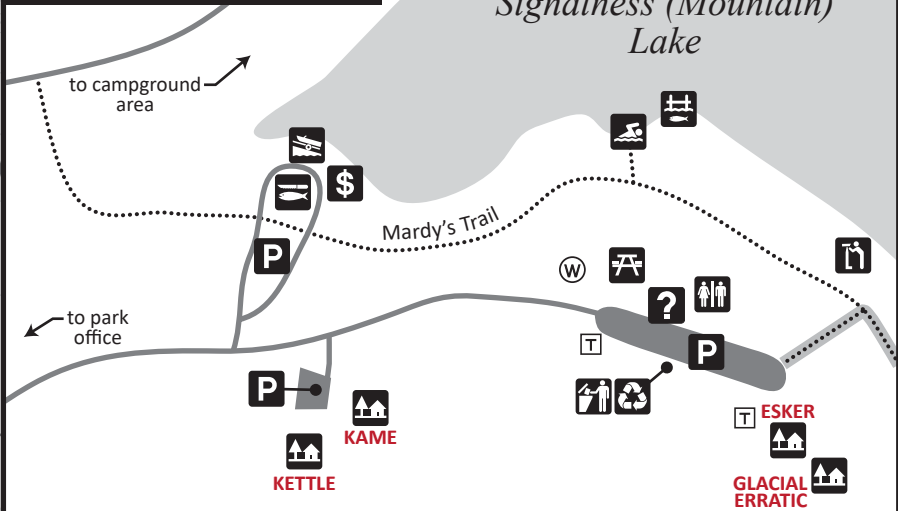 Signalness (Mountain)
Lake
to campground
area
$
Mardy's Trail
P
W
?
to park
office
T
P
P
T
ESKER
KAME
KETTLE
GLACIAL
ERRATIC